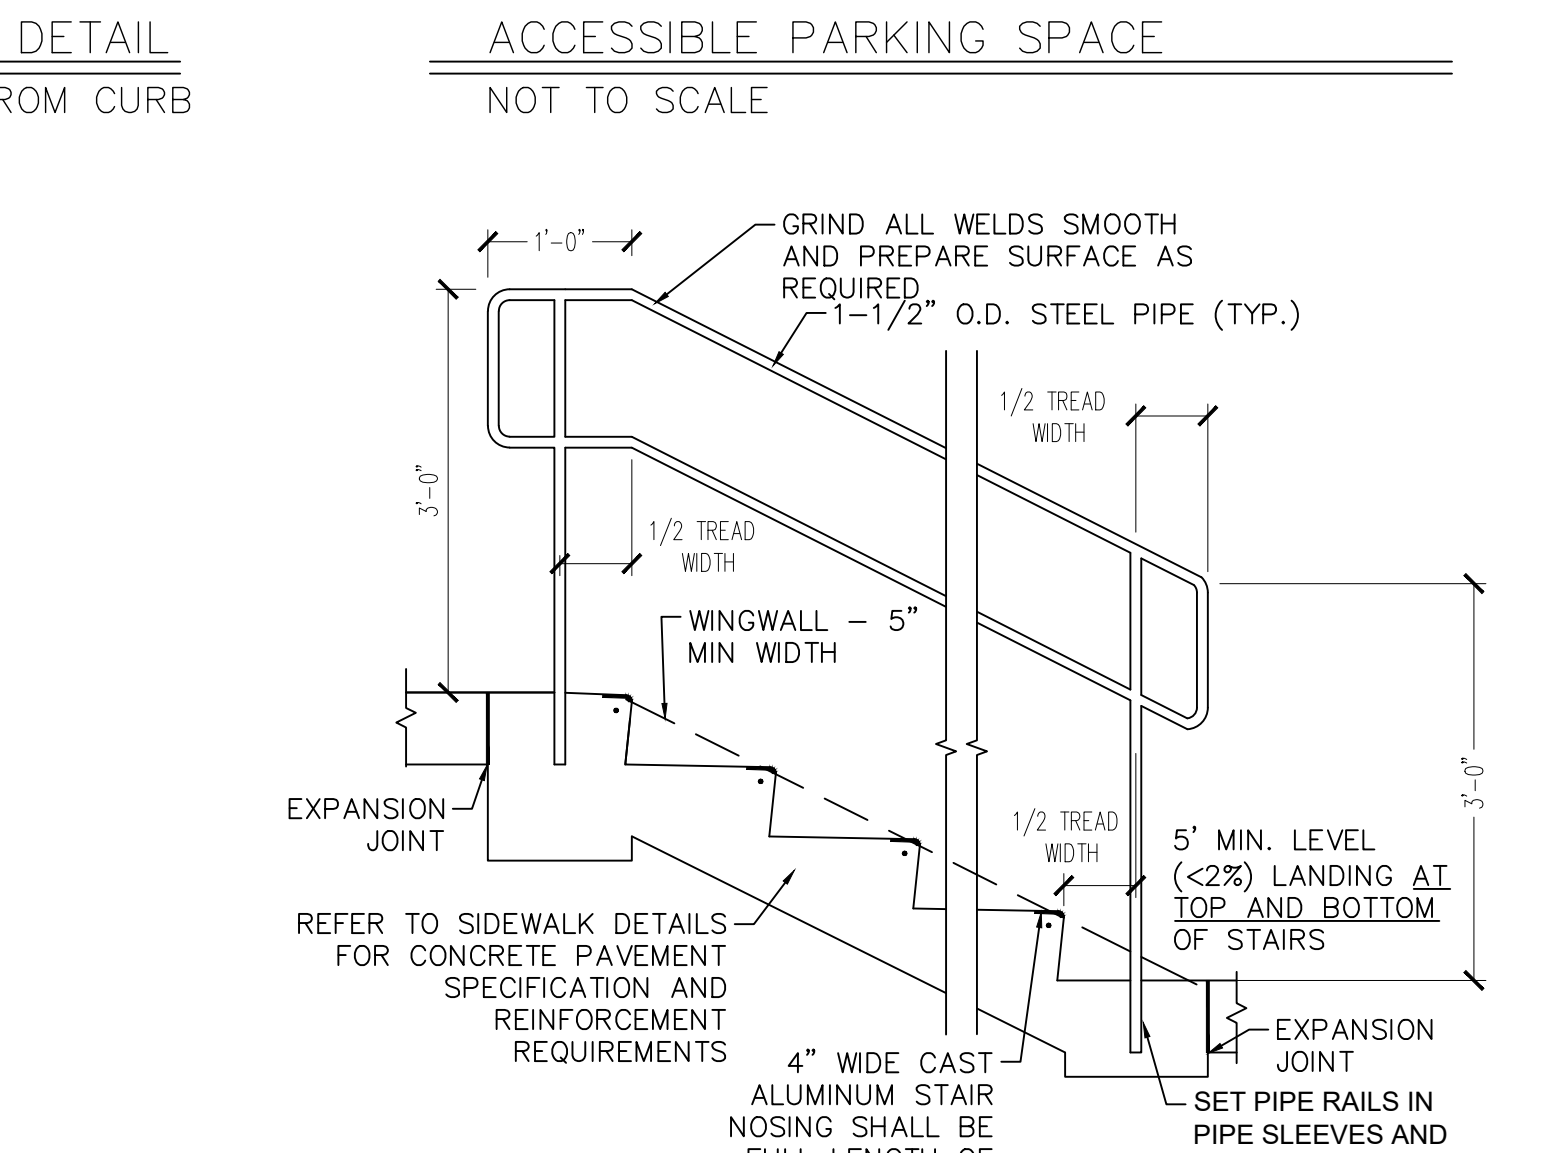 DETAIL
ROM CURB
ACCESSIBLE PARKING SPACE
NOT TO SCALE
1'-0"
GRIND ALL WELDS SMOOTH
AND PREPARE SURFACE AS
REQUIRED
1-1/2" O.D. STEEL PIPE (TYP.)
1/2 TREAD
WIDTH
3'-0"
1/2 TREAD
WIDTH
WINGWALL - 5"
MIN WIDTH
EXPANSION
JOINT
3'-0"
1/2 TREAD
WIDTH
5' MIN. LEVEL
(<2%) LANDING AT
TOP AND BOTTOM
OF STAIRS
REFER TO SIDEWALK DETAILS
FOR CONCRETE PAVEMENT
SPECIFICATION AND
REINFORCEMENT
REQUIREMENTS
EXPANSION
JOINT
4" WIDE CAST
ALUMINUM STAIR
NOSING SHALL BE
FULL LENGTH OF
SET PIPE RAILS IN
PIPE SLEEVES AND